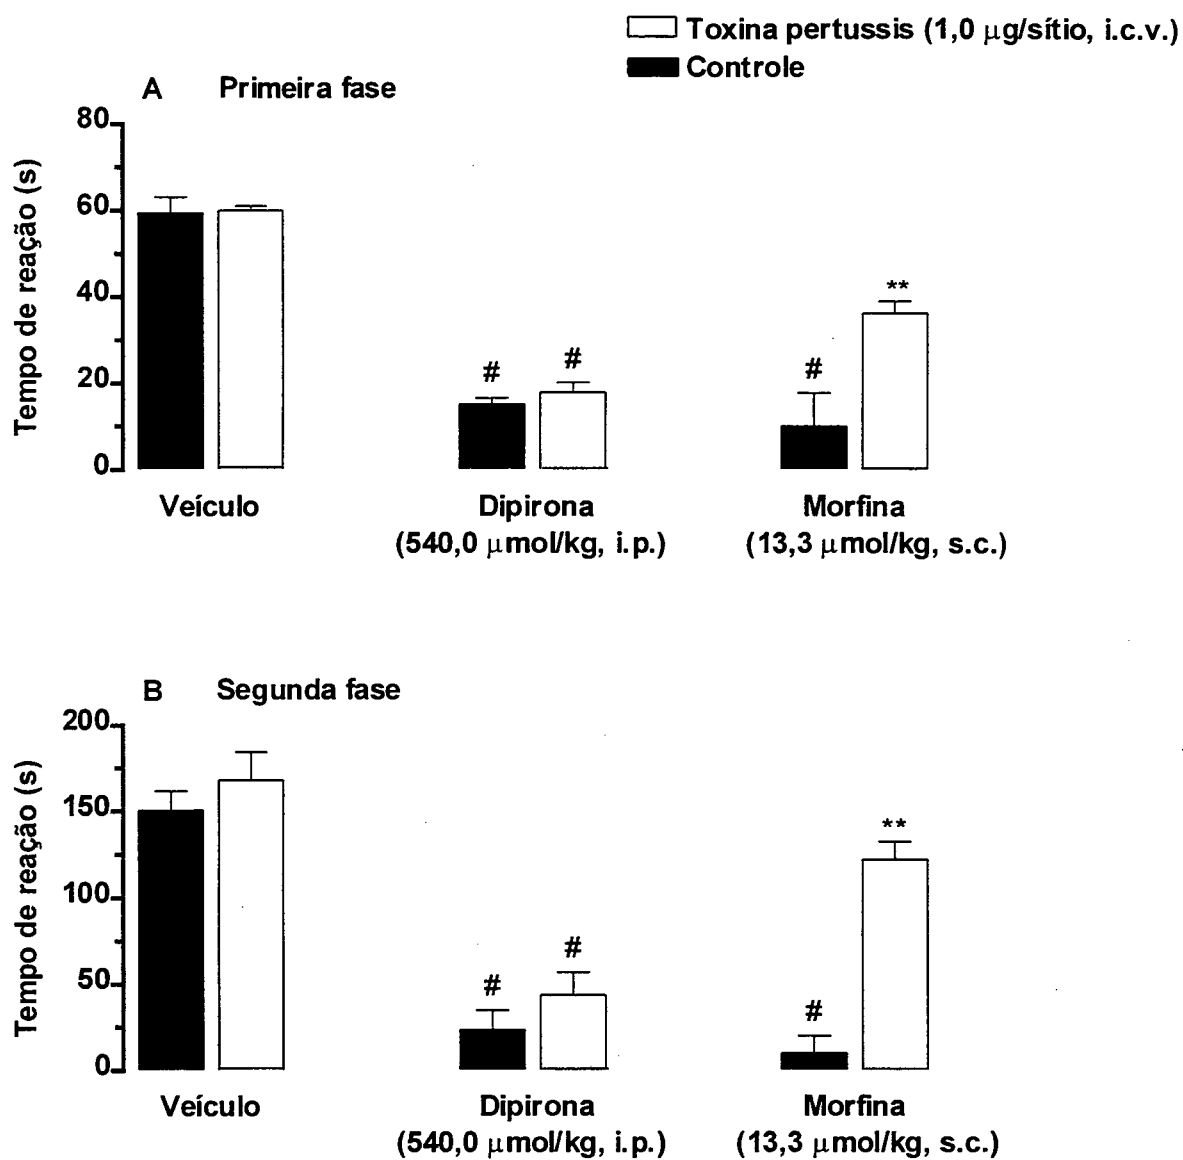 Toxina pertussis (1,0 μg/sítio, i.c.v.)
Controle
A Primeira fase
80
60
40
20
0
Tempo de reação (s)
#
#
#
**
Veículo
Dipirona
(540,0 μmol/kg, i.p.)
Morfina
(13,3 μmol/kg, s.c.)
B Segunda fase
200
150
100
50
0
Tempo de reação (s)
#
#
#
**
Veículo
Dipirona
(540,0 μmol/kg, i.p.)
Morfina
(13,3 μmol/kg, s.c.)